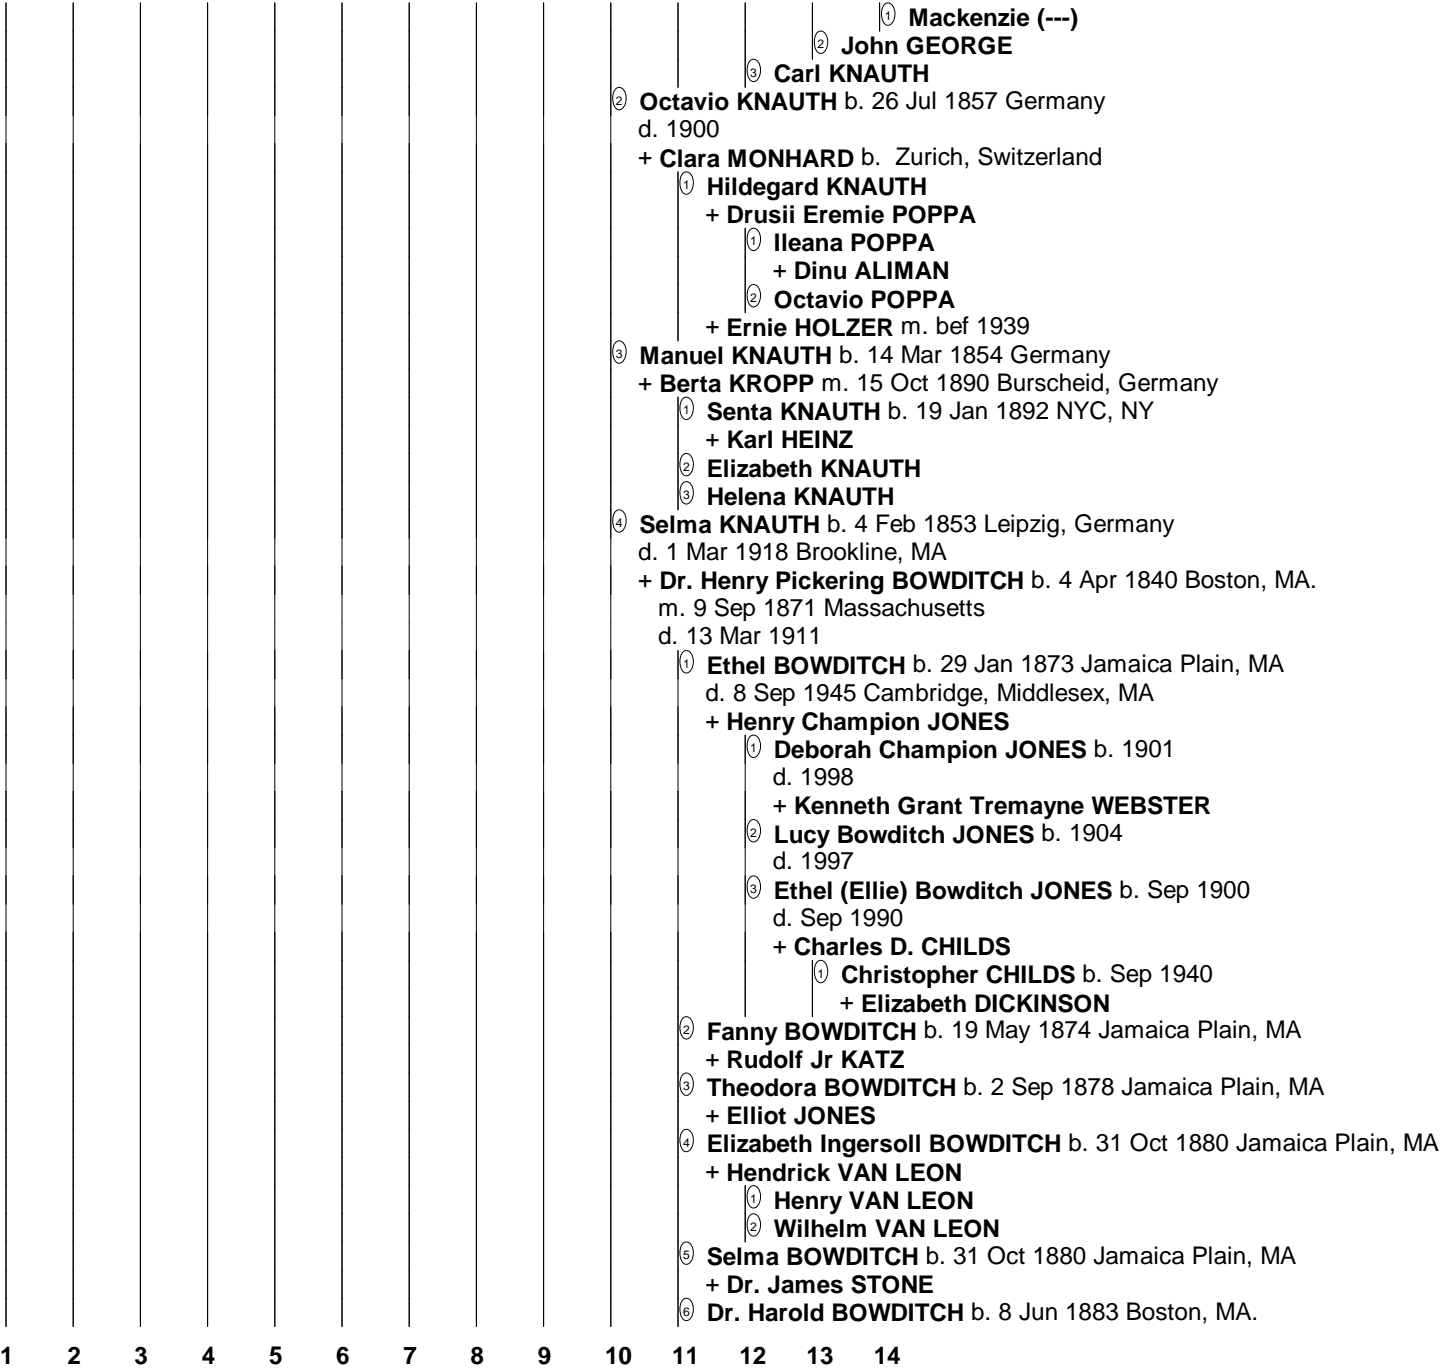 ① Mackenzie (---)
② John GEORGE
③ Carl KNAUTH
② Octavio KNAUTH b. 26 Jul 1857 Germany
d. 1900
+ Clara MONHARD b.  Zurich, Switzerland
① Hildegard KNAUTH
+ Drusii Eremie POPPA
① Ileana POPPA
+ Dinu ALIMAN
② Octavio POPPA
+ Ernie HOLZER m. bef 1939
③ Manuel KNAUTH b. 14 Mar 1854 Germany
+ Berta KROPP m. 15 Oct 1890 Burscheid, Germany
① Senta KNAUTH b. 19 Jan 1892 NYC, NY
+ Karl HEINZ
② Elizabeth KNAUTH
③ Helena KNAUTH
④ Selma KNAUTH b. 4 Feb 1853 Leipzig, Germany
d. 1 Mar 1918 Brookline, MA
+ Dr. Henry Pickering BOWDITCH b. 4 Apr 1840 Boston, MA.
m. 9 Sep 1871 Massachusetts
d. 13 Mar 1911
① Ethel BOWDITCH b. 29 Jan 1873 Jamaica Plain, MA
d. 8 Sep 1945 Cambridge, Middlesex, MA
+ Henry Champion JONES
① Deborah Champion JONES b. 1901
d. 1998
+ Kenneth Grant Tremayne WEBSTER
② Lucy Bowditch JONES b. 1904
d. 1997
③ Ethel (Ellie) Bowditch JONES b. Sep 1900
d. Sep 1990
+ Charles D. CHILDS
① Christopher CHILDS b. Sep 1940
+ Elizabeth DICKINSON
② Fanny BOWDITCH b. 19 May 1874 Jamaica Plain, MA
+ Rudolf Jr KATZ
③ Theodora BOWDITCH b. 2 Sep 1878 Jamaica Plain, MA
+ Elliot JONES
④ Elizabeth Ingersoll BOWDITCH b. 31 Oct 1880 Jamaica Plain, MA
+ Hendrick VAN LEON
① Henry VAN LEON
② Wilhelm VAN LEON
⑤ Selma BOWDITCH b. 31 Oct 1880 Jamaica Plain, MA
+ Dr. James STONE
⑥ Dr. Harold BOWDITCH b. 8 Jun 1883 Boston, MA.
1 2 3 4 5 6 7 8 9 10 11 12 13 14